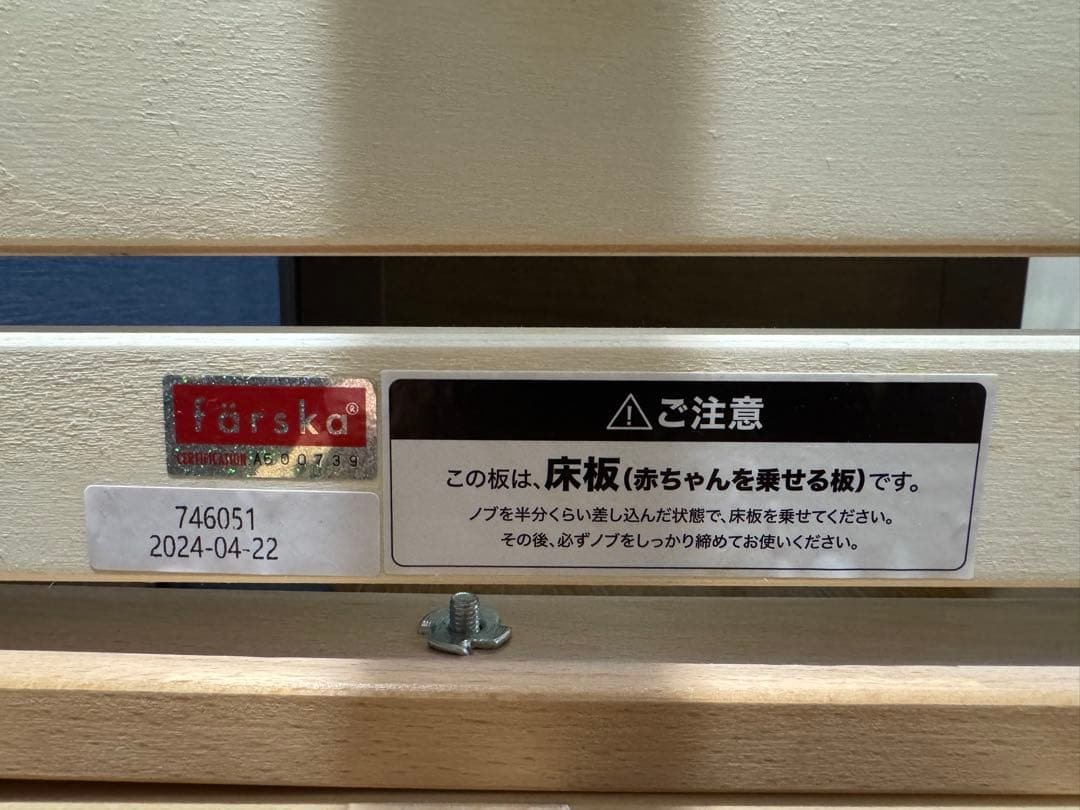 färska®
CERTIFICATION A500739
746051
2024-04-22
⚠ご注意
この板は、床板(赤ちゃんを乗せる板)です。
ノブを半分くらい差し込んだ状態で、床板を乗せてください。
その後、必ずノブをしっかり締めてお使いください。